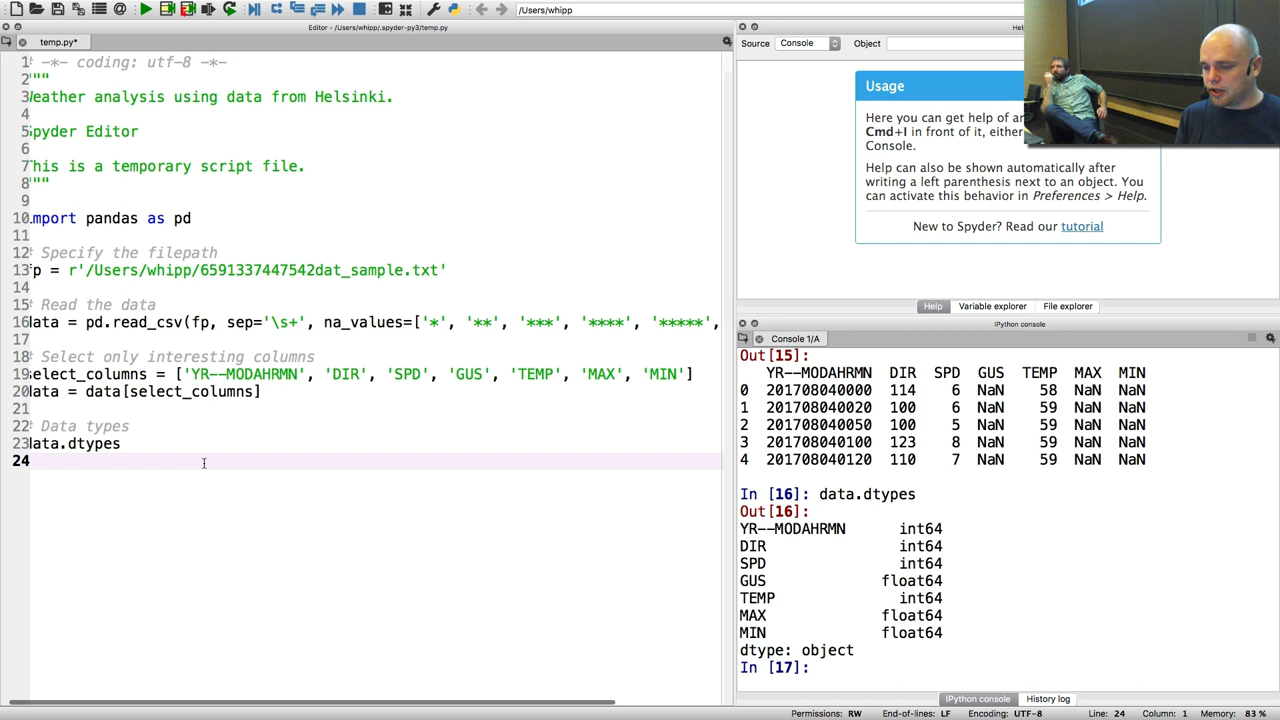 /Users/whipp
Editor - /Users/whipp/.spyder-py3/temp.py
temp.py*
1 -*- coding: utf-8 -*-
2 """
3 Weather analysis using data from Helsinki.
4
5 Spyder Editor
6
7 This is a temporary script file.
8 """
9
10 import pandas as pd
11
12 # Specify the filepath
13 fp = r'/Users/whipp/6591337447542dat_sample.txt'
14
15 # Read the data
16 data = pd.read_csv(fp, sep='\s+', na_values=['*', '**', '***', '****', '*****',
17
18 # Select only interesting columns
19 select_columns = ['YR--MODAHRMN', 'DIR', 'SPD', 'GUS', 'TEMP', 'MAX', 'MIN']
20 data = data[select_columns]
21
22 # Data types
23 data.dtypes
24
Source Console Object
Usage
Here you can get help of an
Cmd+I in front of it, either
Console.
Help can also be shown automatically after
writing a left parenthesis next to an object. You
can activate this behavior in Preferences > Help.
New to Spyder? Read our tutorial
Help Variable explorer File explorer
IPython console
Console 1/A
Out[15]:
YR--MODAHRMN DIR SPD GUS TEMP MAX MIN
0 201708040000 114 6 NaN 58 NaN NaN
1 201708040020 100 6 NaN 59 NaN NaN
2 201708040050 100 5 NaN 59 NaN NaN
3 201708040100 123 8 NaN 59 NaN NaN
4 201708040120 110 7 NaN 59 NaN NaN
In [16]: data.dtypes
Out[16]:
YR--MODAHRMN int64
DIR int64
SPD int64
GUS float64
TEMP int64
MAX float64
MIN float64
dtype: object
In [17]:
IPython console History log
Permissions: RW End-of-lines: LF Encoding: UTF-8 Line: 24 Column: 1 Memory: 83 %